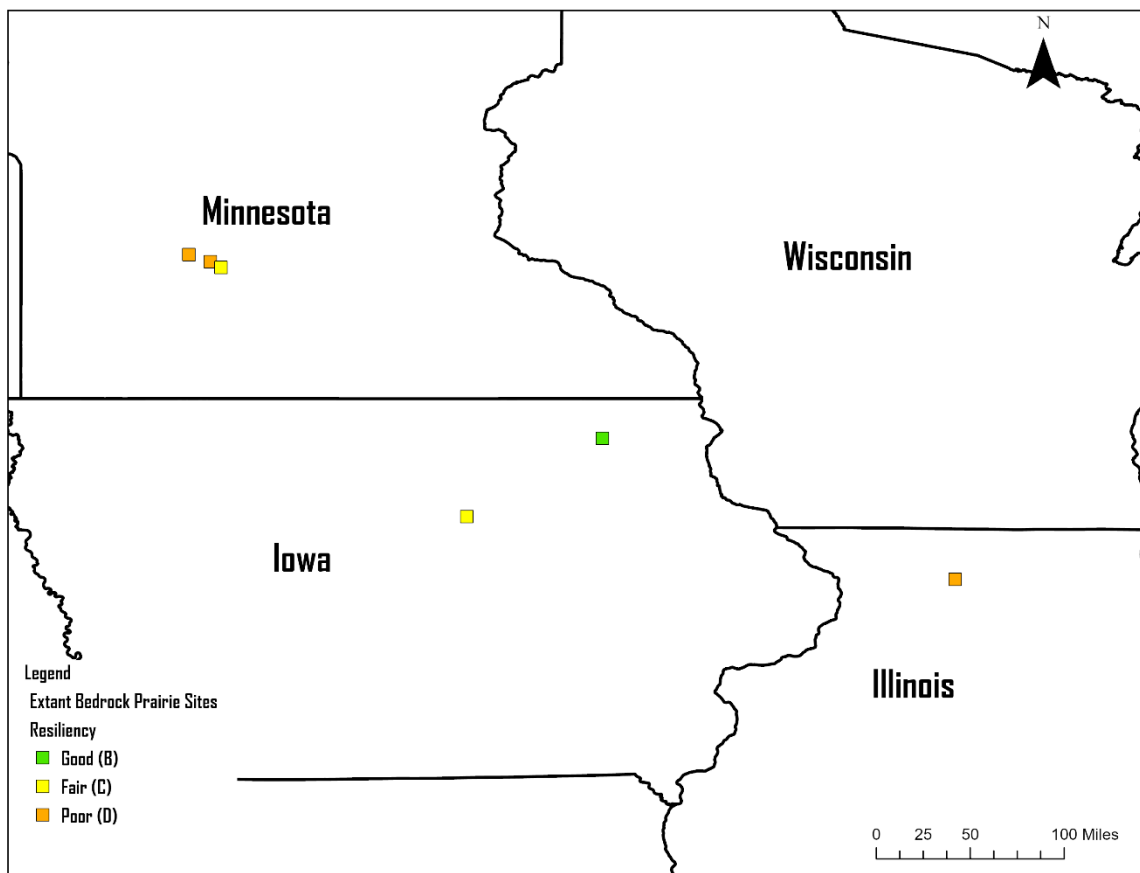 N
Minnesota
Wisconsin
Iowa
Illinois
Legend
Extant Bedrock Prairie Sites
Resiliency
Good (B)
Fair (C)
Poor (D)
0 25 50 100 Miles